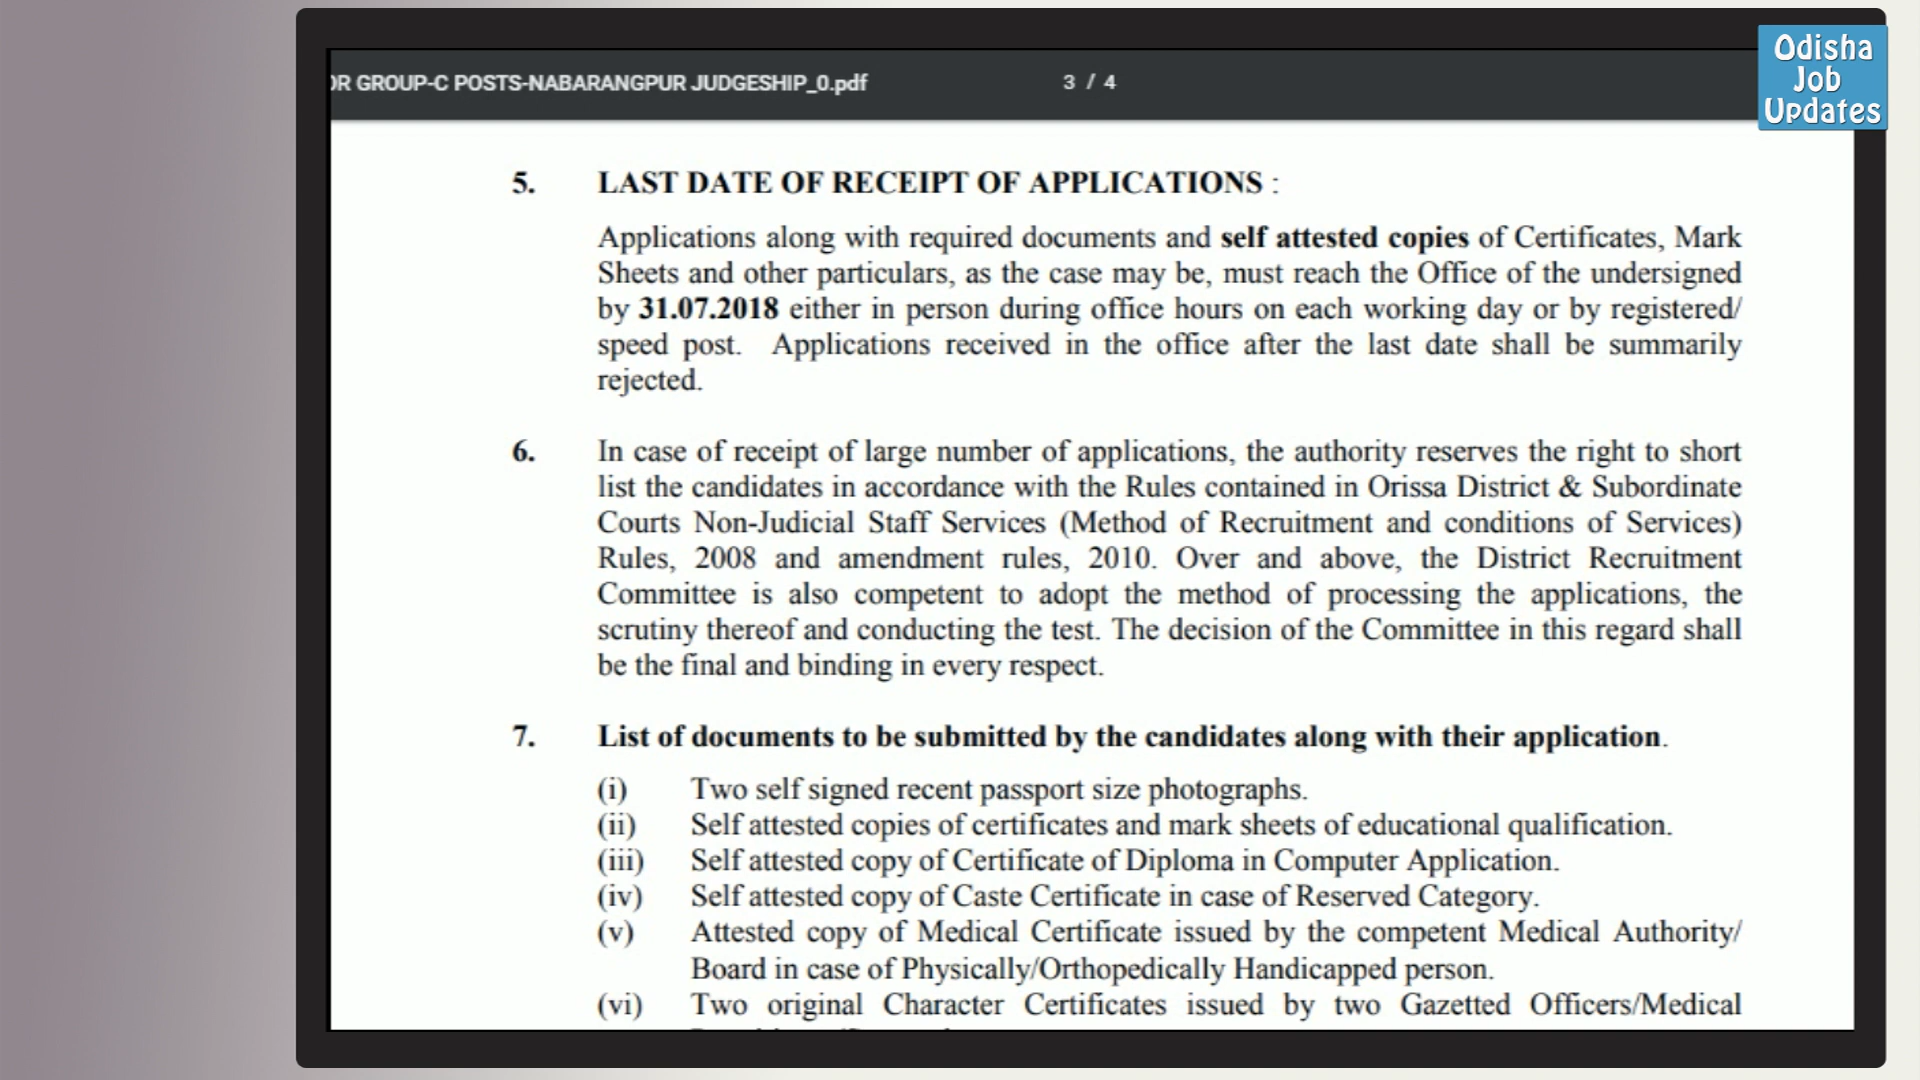 OR GROUP-C POSTS-NABARANGPUR JUDGESHIP_0.pdf
3 / 4
Odisha
Job
Updates
5. LAST DATE OF RECEIPT OF APPLICATIONS :
Applications along with required documents and self attested copies of Certificates, Mark
Sheets and other particulars, as the case may be, must reach the Office of the undersigned
by 31.07.2018 either in person during office hours on each working day or by registered/
speed post. Applications received in the office after the last date shall be summarily
rejected.
6. In case of receipt of large number of applications, the authority reserves the right to short
list the candidates in accordance with the Rules contained in Orissa District & Subordinate
Courts Non-Judicial Staff Services (Method of Recruitment and conditions of Services)
Rules, 2008 and amendment rules, 2010. Over and above, the District Recruitment
Committee is also competent to adopt the method of processing the applications, the
scrutiny thereof and conducting the test. The decision of the Committee in this regard shall
be the final and binding in every respect.
7. List of documents to be submitted by the candidates along with their application.
(i) Two self signed recent passport size photographs.
(ii) Self attested copies of certificates and mark sheets of educational qualification.
(iii) Self attested copy of Certificate of Diploma in Computer Application.
(iv) Self attested copy of Caste Certificate in case of Reserved Category.
(v) Attested copy of Medical Certificate issued by the competent Medical Authority/
Board in case of Physically/Orthopedically Handicapped person.
(vi) Two original Character Certificates issued by two Gazetted Officers/Medical